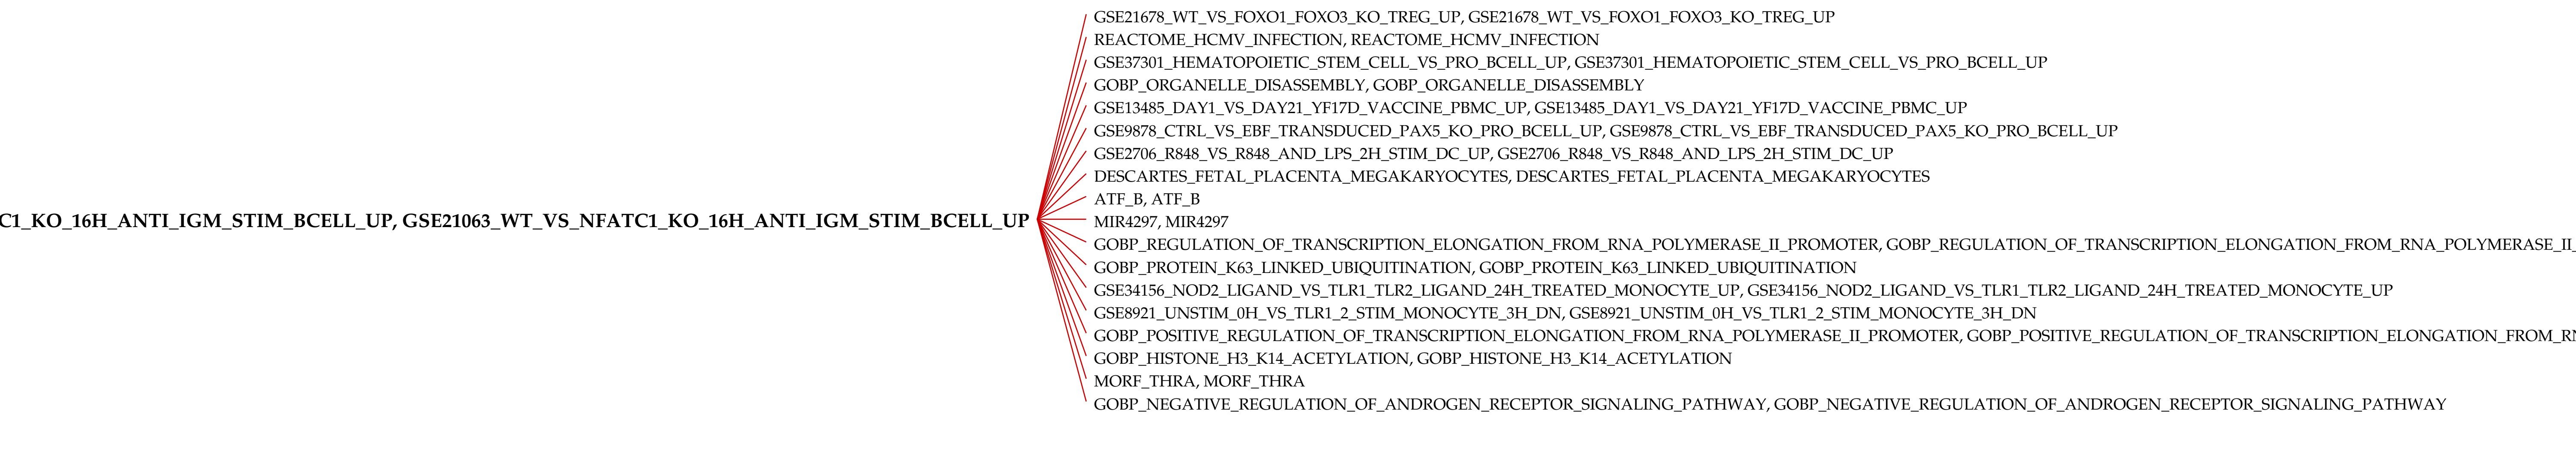 GSE21678_WT_VS_FOXO1_FOXO3_KO_TREG_UP, GSE21678_WT_VS_FOXO1_FOXO3_KO_TREG_UP
REACTOME_HCMV_INFECTION, REACTOME_HCMV_INFECTION
GSE37301_HEMATOPOIETIC_STEM_CELL_VS_PRO_BCELL_UP, GSE37301_HEMATOPOIETIC_STEM_CELL_VS_PRO_BCELL_UP
GOBP_ORGANELLE_DISASSEMBLY, GOBP_ORGANELLE_DISASSEMBLY
GSE13485_DAY1_VS_DAY21_YF17D_VACCINE_PBMC_UP, GSE13485_DAY1_VS_DAY21_YF17D_VACCINE_PBMC_UP
GSE9878_CTRL_VS_EBF_TRANSDUCED_PAX5_KO_PRO_BCELL_UP, GSE9878_CTRL_VS_EBF_TRANSDUCED_PAX5_KO_PRO_BCELL_UP
GSE2706_R848_VS_R848_AND_LPS_2H_STIM_DC_UP, GSE2706_R848_VS_R848_AND_LPS_2H_STIM_DC_UP
DESCARTES_FETAL_PLACENTA_MEGAKARYOCYTES, DESCARTES_FETAL_PLACENTA_MEGAKARYOCYTES
ATF_B, ATF_B
C1_KO_16H_ANTI_IGM_STIM_BCELL_UP, GSE21063_WT_VS_NFATC1_KO_16H_ANTI_IGM_STIM_BCELL_UP
MIR4297, MIR4297
GOBP_REGULATION_OF_TRANSCRIPTION_ELONGATION_FROM_RNA_POLYMERASE_II_PROMOTER, GOBP_REGULATION_OF_TRANSCRIPTION_ELONGATION_FROM_RNA_POLYMERASE_II_
GOBP_PROTEIN_K63_LINKED_UBIQUITINATION, GOBP_PROTEIN_K63_LINKED_UBIQUITINATION
GSE34156_NOD2_LIGAND_VS_TLR1_TLR2_LIGAND_24H_TREATED_MONOCYTE_UP, GSE34156_NOD2_LIGAND_VS_TLR1_TLR2_LIGAND_24H_TREATED_MONOCYTE_UP
GSE8921_UNSTIM_0H_VS_TLR1_2_STIM_MONOCYTE_3H_DN, GSE8921_UNSTIM_0H_VS_TLR1_2_STIM_MONOCYTE_3H_DN
GOBP_POSITIVE_REGULATION_OF_TRANSCRIPTION_ELONGATION_FROM_RNA_POLYMERASE_II_PROMOTER, GOBP_POSITIVE_REGULATION_OF_TRANSCRIPTION_ELONGATION_FROM_RN
GOBP_HISTONE_H3_K14_ACETYLATION, GOBP_HISTONE_H3_K14_ACETYLATION
MORF_THRA, MORF_THRA
GOBP_NEGATIVE_REGULATION_OF_ANDROGEN_RECEPTOR_SIGNALING_PATHWAY, GOBP_NEGATIVE_REGULATION_OF_ANDROGEN_RECEPTOR_SIGNALING_PATHWAY